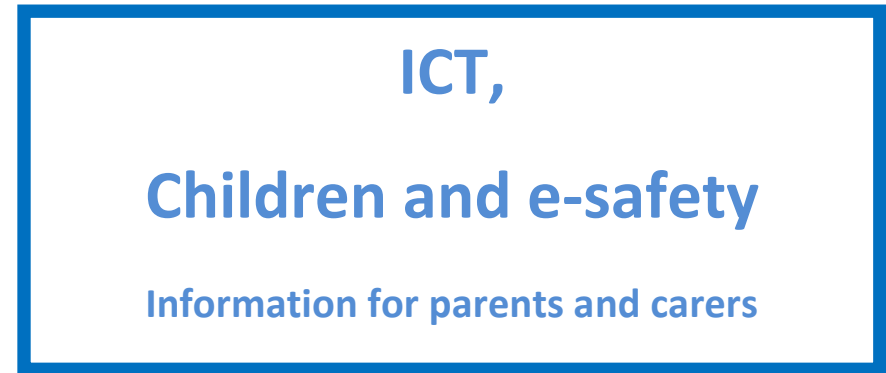 ICT,
Children and e-safety
Information for parents and carers